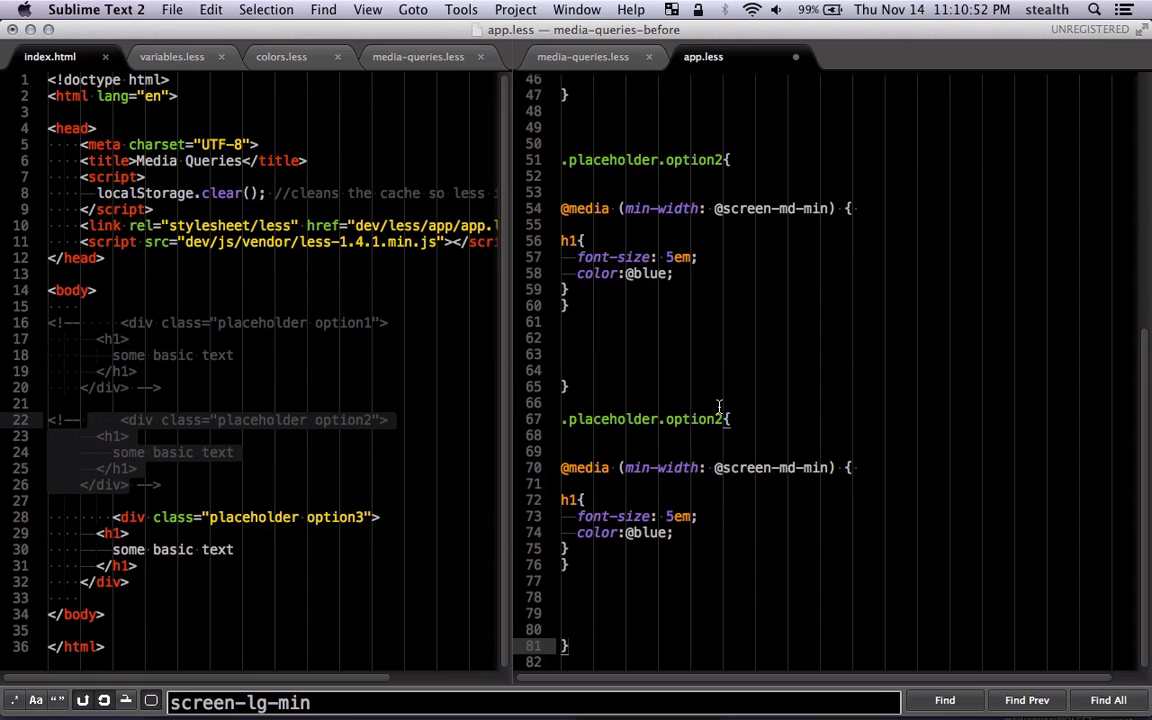 Sublime Text 2 File Edit Selection Find View Goto Tools Project Window Help 99% Thu Nov 14 11:10:52 PM stealth
app.less — media-queries-before UNREGISTERED
index.html variables.less colors.less media-queries.less
1 <!doctype html>
2 <html lang="en">
3
4 <head>
5 <meta charset="UTF-8">
6 <title>Media Queries</title>
7 <script>
8 localStorage.clear(); //cleans the cache so less
9 </script>
10 <link rel="stylesheet/less" href="dev/less/app/app.l
11 <script src="dev/js/vendor/less-1.4.1.min.js"></scri
12 </head>
13
14 <body>
15
16 <!-- <div class="placeholder option1">
17 <h1>
18 some basic text
19 </h1>
20 </div> -->
21
22 <!-- <div class="placeholder option2">
23 <h1>
24 some basic text
25 </h1>
26 </div> -->
27
28 <div class="placeholder option3">
29 <h1>
30 some basic text
31 </h1>
32 </div>
33
34 </body>
35
36 </html>
media-queries.less app.less
46
47 }
48
49
50
51 .placeholder.option2{
52
53
54 @media (min-width: @screen-md-min) {
55
56 h1{
57 font-size: 5em;
58 color:@blue;
59 }
60 }
61
62
63
64
65 }
66
67 .placeholder.option2{
68
69
70 @media (min-width: @screen-md-min) {
71
72 h1{
73 font-size: 5em;
74 color:@blue;
75 }
76 }
77
78
79
80
81 }
82
.* Aa “” screen-lg-min Find Find Prev Find All